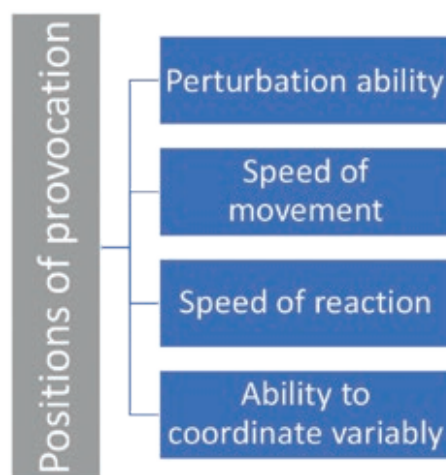 Positions of provocation
Perturbation ability
Speed of
movement
Speed of reaction
Ability to
coordinate variably